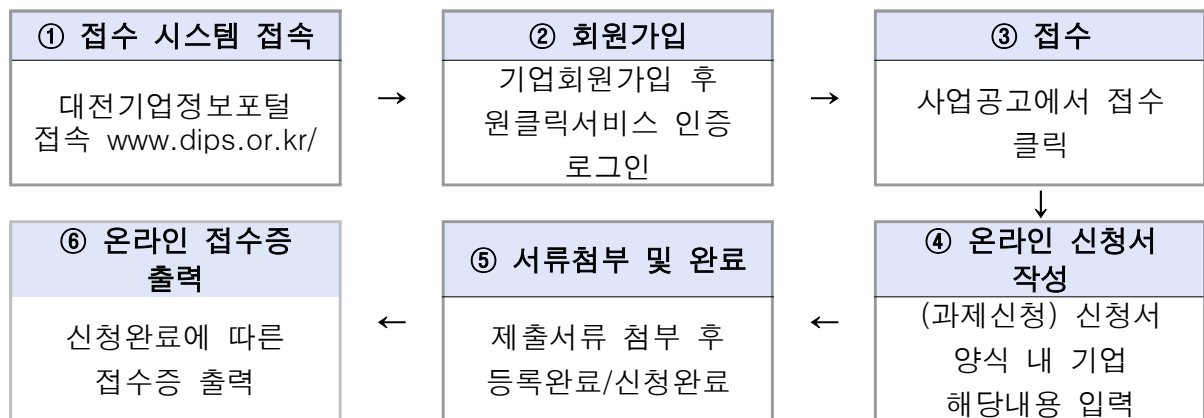 ① 접수 시스템 접속
대전기업정보포털
접속 www.dips.or.kr/
→
② 회원가입
기업회원가입 후
원클릭서비스 인증
로그인
→
③ 접수
사업공고에서 접수
클릭
↓
④ 온라인 신청서
작성
(과제신청) 신청서
양식 내 기업
해당내용 입력
←
⑤ 서류첨부 및 완료
제출서류 첨부 후
등록완료/신청완료
←
⑥ 온라인 접수증
출력
신청완료에 따른
접수증 출력